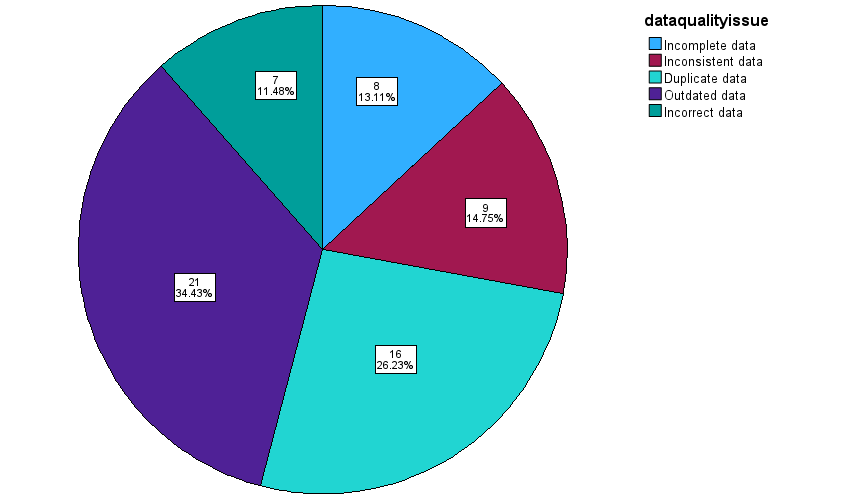 dataqualityissue
Incomplete data
Inconsistent data
Duplicate data
Outdated data
Incorrect data
7
11.48%
8
13.11%
9
14.75%
21
34.43%
16
26.23%